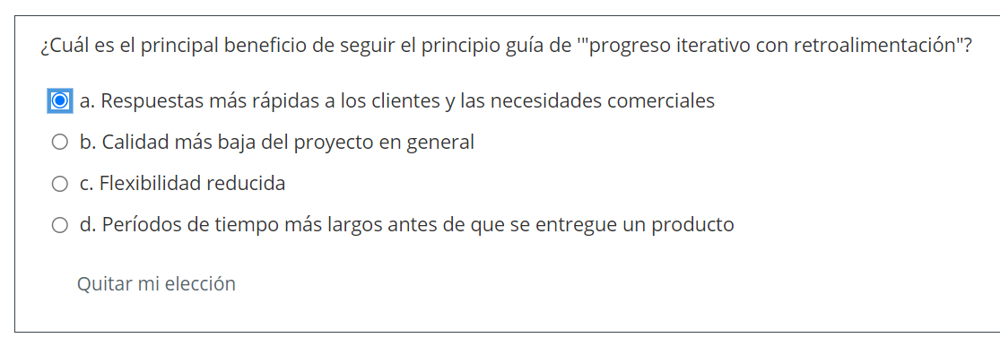 ¿Cuál es el principal beneficio de seguir el principio guía de '"progreso iterativo con retroalimentación"?
a. Respuestas más rápidas a los clientes y las necesidades comerciales
b. Calidad más baja del proyecto en general
c. Flexibilidad reducida
d. Períodos de tiempo más largos antes de que se entregue un producto
Quitar mi elección